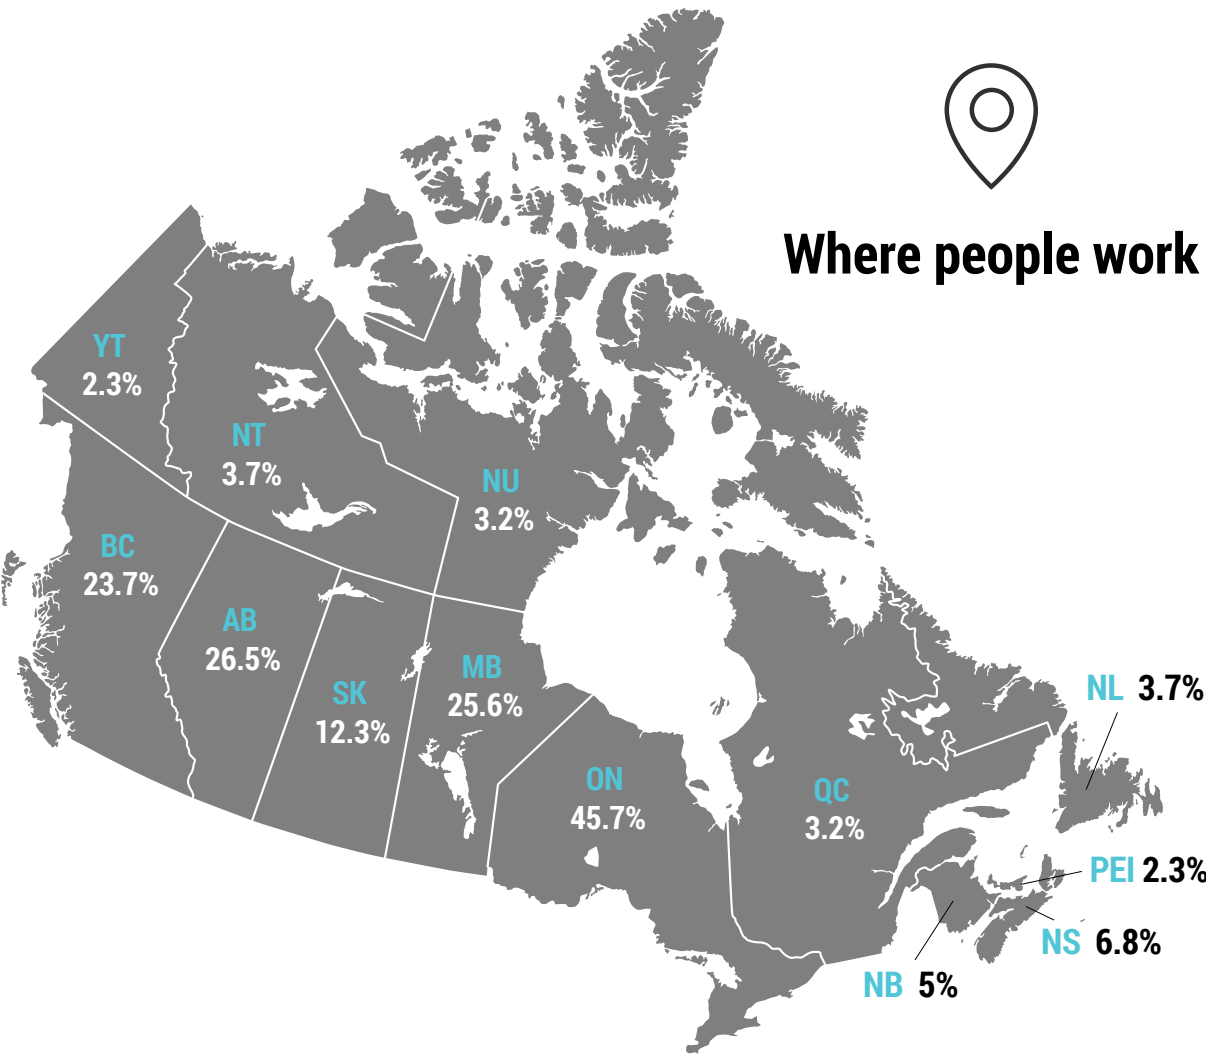 Where people work
YT
2.3%
NT
3.7%
NU
3.2%
BC
23.7%
AB
26.5%
SK
12.3%
MB
25.6%
ON
45.7%
QC
3.2%
NL 3.7%
PEI 2.3%
NS 6.8%
NB 5%